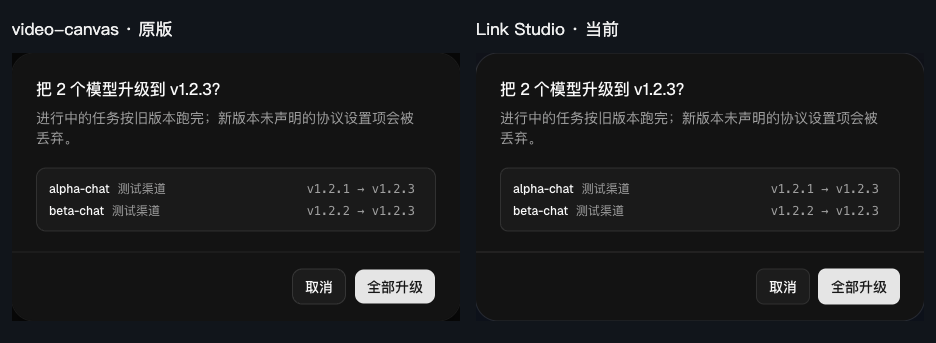 video-canvas · 原版
把 2 个模型升级到 v1.2.3?
进行中的任务按旧版本跑完；新版本未声明的协议设置项会被
丢弃。
alpha-chat 测试渠道 v1.2.1 → v1.2.3
beta-chat 测试渠道 v1.2.2 → v1.2.3
取消 全部升级
Link Studio · 当前
把 2 个模型升级到 v1.2.3?
进行中的任务按旧版本跑完；新版本未声明的协议设置项会被
丢弃。
alpha-chat 测试渠道 v1.2.1 → v1.2.3
beta-chat 测试渠道 v1.2.2 → v1.2.3
取消 全部升级